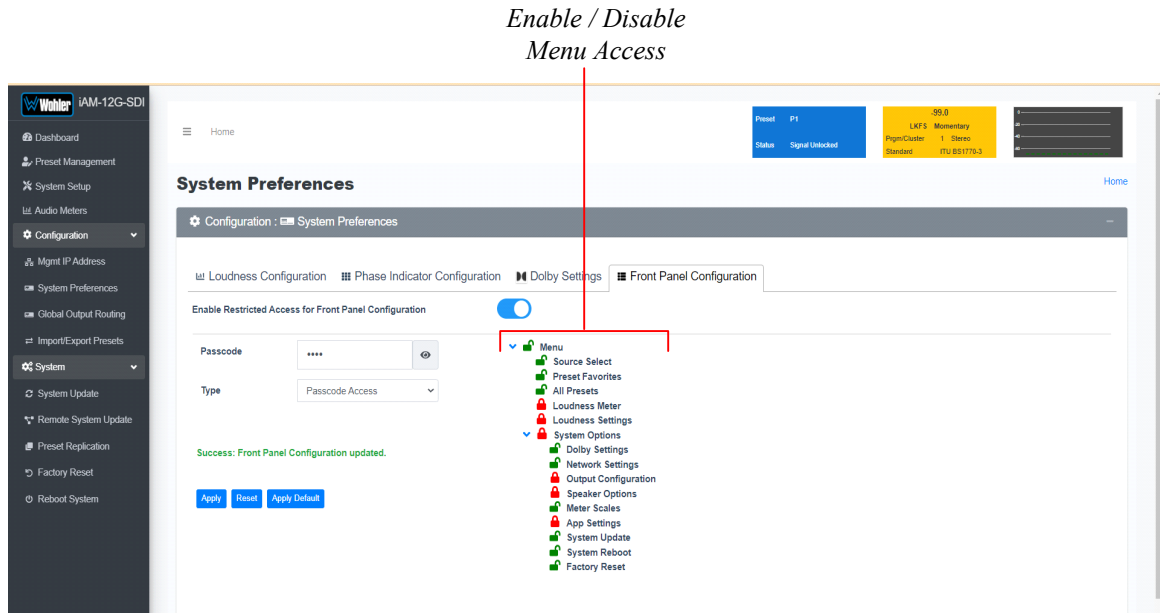 Enable / Disable
Menu Access
Wohler iAM-12G-SDI
Dashboard
Preset Management
System Setup
Audio Meters
Configuration
Mgmt IP Address
System Preferences
Global Output Routing
Import/Export Presets
System
System Update
Remote System Update
Preset Replication
Factory Reset
Reboot System
Home
Preset P1
Status Signal Unlocked
-99.0
LKFS Momentary
Prgm/Cluster 1 Stereo
Standard ITU BS1770-3
System Preferences
Home
Configuration : System Preferences
Loudness Configuration Phase Indicator Configuration Dolby Settings Front Panel Configuration
Enable Restricted Access for Front Panel Configuration
Passcode ••••
Type Passcode Access
Success: Front Panel Configuration updated.
Apply Reset Apply Default
Menu
Source Select
Preset Favorites
All Presets
Loudness Meter
Loudness Settings
System Options
Dolby Settings
Network Settings
Output Configuration
Speaker Options
Meter Scales
App Settings
System Update
System Reboot
Factory Reset